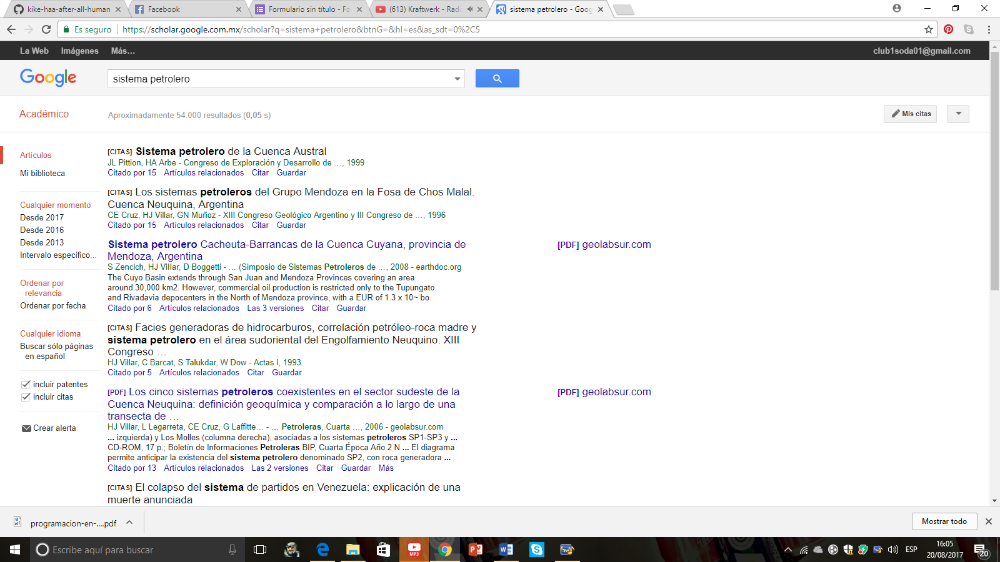 kike-haa-after-all-human
Facebook
Formulario sin título - Fo
(613) Kraftwerk - Radi
sistema petrolero - Goog
Es seguro
https://scholar.google.com.mx/scholar?q=sistema+petrolero&btnG=&hl=es&as_sdt=0%2C5
La Web Imágenes Más...
club1soda01@gmail.com
Google
sistema petrolero
Académico
Aproximadamente 54.000 resultados (0,05 s)
Mis citas
Artículos
Mi biblioteca
Cualquier momento
Desde 2017
Desde 2016
Desde 2013
Intervalo específico...
Ordenar por
relevancia
Ordenar por fecha
Cualquier idioma
Buscar sólo páginas
en español
incluir patentes
incluir citas
Crear alerta
[CITAS] Sistema petrolero de la Cuenca Austral
JL Pittion, HA Arbe - Congreso de Exploración y Desarrollo de …, 1999
Citado por 15 Artículos relacionados Citar Guardar
[CITAS] Los sistemas petroleros del Grupo Mendoza en la Fosa de Chos Malal.
Cuenca Neuquina, Argentina
CE Cruz, HJ Villar, GN Muñoz - XIII Congreso Geológico Argentino y III Congreso de …, 1996
Citado por 15 Artículos relacionados Citar Guardar
Sistema petrolero Cacheuta-Barrancas de la Cuenca Cuyana, provincia de
Mendoza, Argentina
S Zencich, HJ Villar, D Boggetti - … (Simposio de Sistemas Petroleros de …, 2008 - earthdoc.org
The Cuyo Basin extends through San Juan and Mendoza Provinces covering an area
around 30,000 km2. However, commercial oil production is restricted only to the Tupungato
and Rivadavia depocenters in the North of Mendoza province, with a EUR of 1.3 x 10~ bo.
Citado por 6 Artículos relacionados Las 3 versiones Citar Guardar
[PDF] geolabsur.com
[CITAS] Facies generadoras de hidrocarburos, correlación petróleo-roca madre y
sistema petrolero en el área sudoriental del Engolfamiento Neuquino. XIII
Congreso …
HJ Villar, C Barcat, S Talukdar, W Dow - Actas I, 1993
Citado por 5 Artículos relacionados Citar Guardar
[PDF] Los cinco sistemas petroleros coexistentes en el sector sudeste de la
Cuenca Neuquina: definición geoquímica y comparación a lo largo de una
transecta de …
HJ Villar, L Legarreta, CE Cruz, G Laffitte… - … Petroleras, Cuarta …, 2006 - geolabsur.com
... izquierda) y Los Molles (columna derecha), asociadas a los sistemas petroleros SP1-SP3 y ...
CD-ROM, 17 p.; Boletín de Informaciones Petroleras BIP, Cuarta Época Año 2 N ... El diagrama
permite anticipar la existencia del sistema petrolero denominado SP2, con roca generadora ...
Citado por 13 Artículos relacionados Las 2 versiones Citar Guardar Más
[PDF] geolabsur.com
[CITAS] El colapso del sistema de partidos en Venezuela: explicación de una
muerte anunciada
programacion-en-....pdf
Mostrar todo
Escribe aquí para buscar
MP3
ESP
16:05
20/08/2017
20